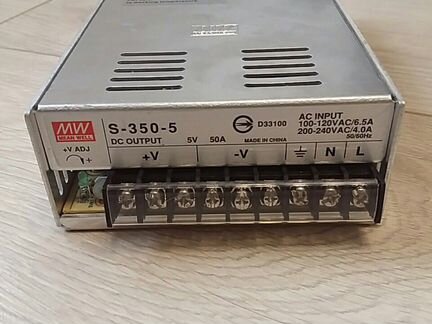 MW
MEAN WELL
S-350-5
DC OUTPUT 5V 50A
D33100
MADE IN CHINA
AC INPUT
100-120VAC/6.5A
200-240VAC/4.0A
50/60Hz
+V ADJ
+
+V -V N L